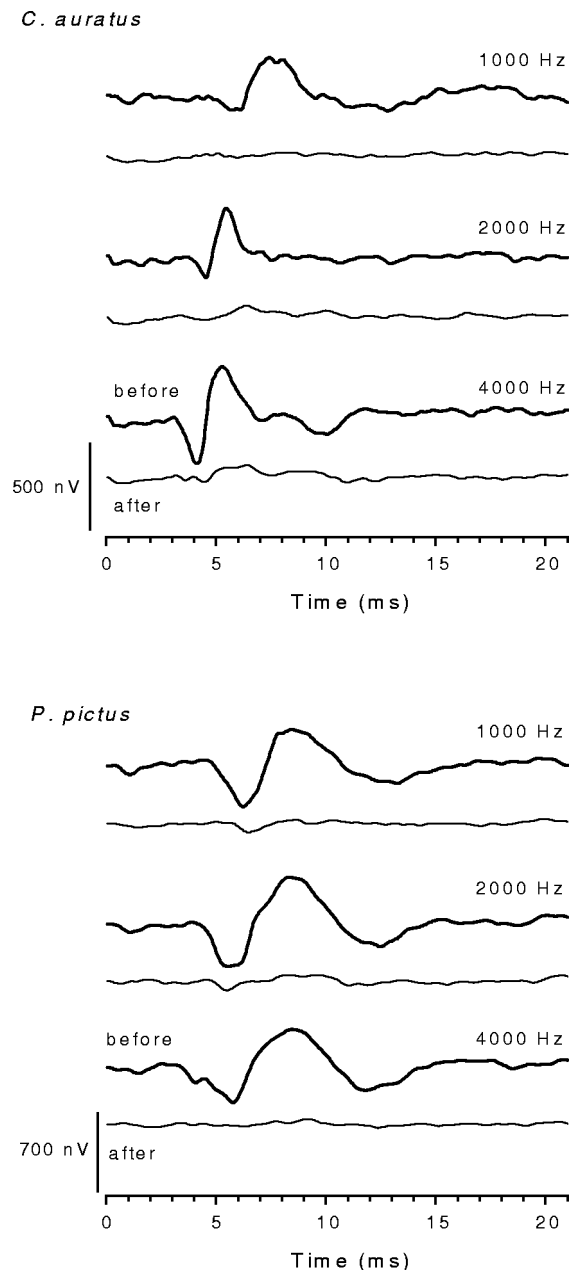 C. auratus
1000 Hz
2000 Hz
before
4000 Hz
500 nV
after
0 5 10 15 20
Time (ms)
P. pictus
1000 Hz
2000 Hz
before
4000 Hz
700 nV
after
0 5 10 15 20
Time (ms)